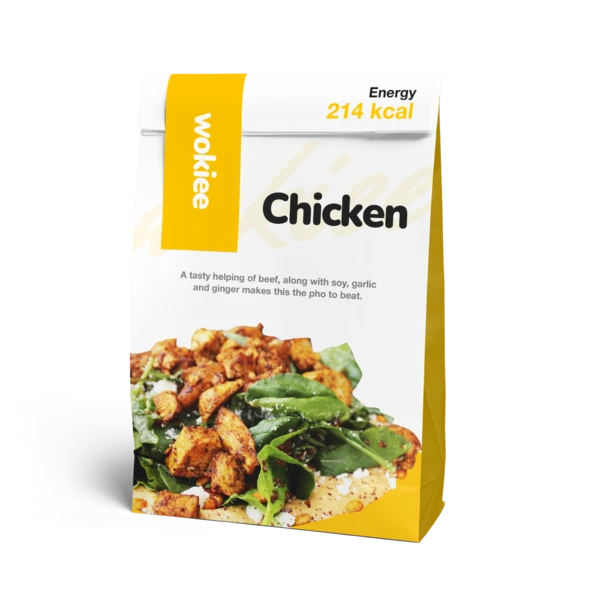 Energy
214 kcal
wokiee
Chicken
A tasty helping of beef, along with soy, garlic
and ginger makes this the pho to beat.